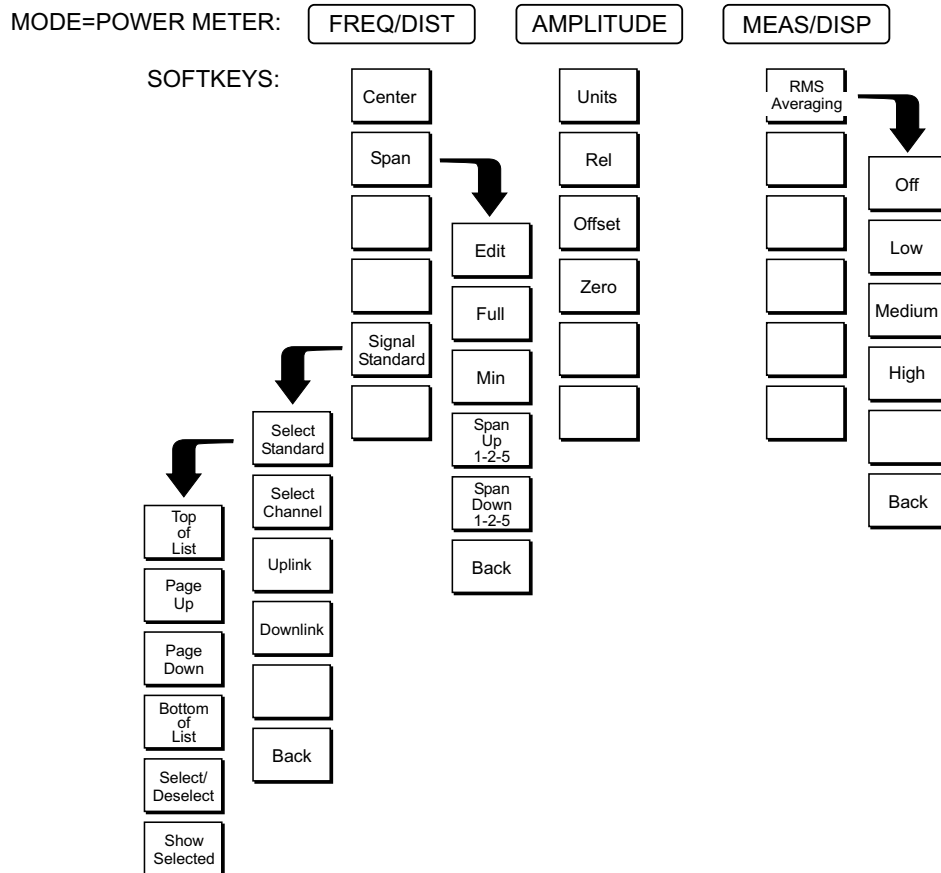 MODE=POWER METER:
FREQ/DIST
AMPLITUDE
MEAS/DISP
SOFTKEYS:
Center
Span
Signal
Standard
Edit
Full
Min
Span
Up
1-2-5
Span
Down
1-2-5
Back
Select
Standard
Select
Channel
Uplink
Downlink
Back
Top
of
List
Page
Up
Page
Down
Bottom
of
List
Select/
Deselect
Show
Selected
Units
Rel
Offset
Zero
RMS
Averaging
Off
Low
Medium
High
Back